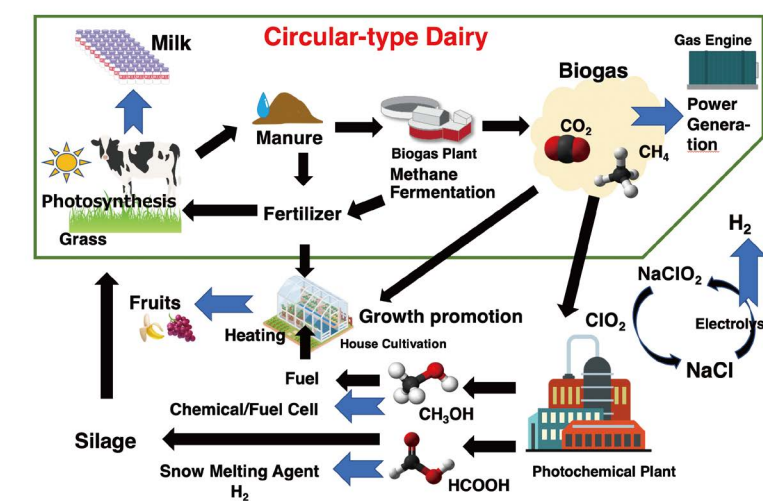 Circular-type Dairy
Milk
Gas Engine
Biogas
Power
Genera-
tion
CO2
CH4
Manure
Biogas Plant
Methane
Fermentation
Photosynthesis
Fertilizer
Grass
H2
NaClO2
Electrolys
NaCl
ClO2
Fruits
Heating
Growth promotion
House Cultivation
Fuel
Chemical/Fuel Cell
CH3OH
Silage
Snow Melting Agent
H2
HCOOH
Photochemical Plant